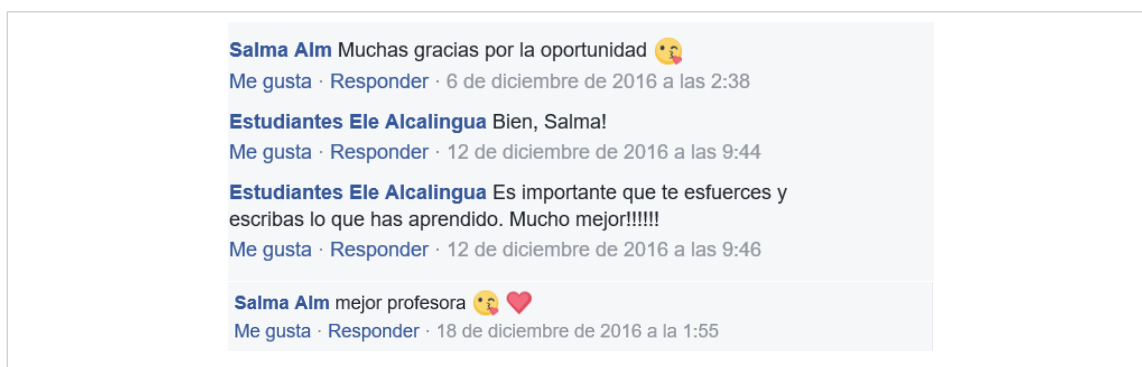 Salma Alm Muchas gracias por la oportunidad 😘
Me gusta · Responder · 6 de diciembre de 2016 a las 2:38
Estudiantes Ele Alcalingua Bien, Salma!
Me gusta · Responder · 12 de diciembre de 2016 a las 9:44
Estudiantes Ele Alcalingua Es importante que te esfuerces y
escribas lo que has aprendido. Mucho mejor!!!!!!
Me gusta · Responder · 12 de diciembre de 2016 a las 9:46
Salma Alm mejor profesora 😘 ❤️
Me gusta · Responder · 18 de diciembre de 2016 a la 1:55